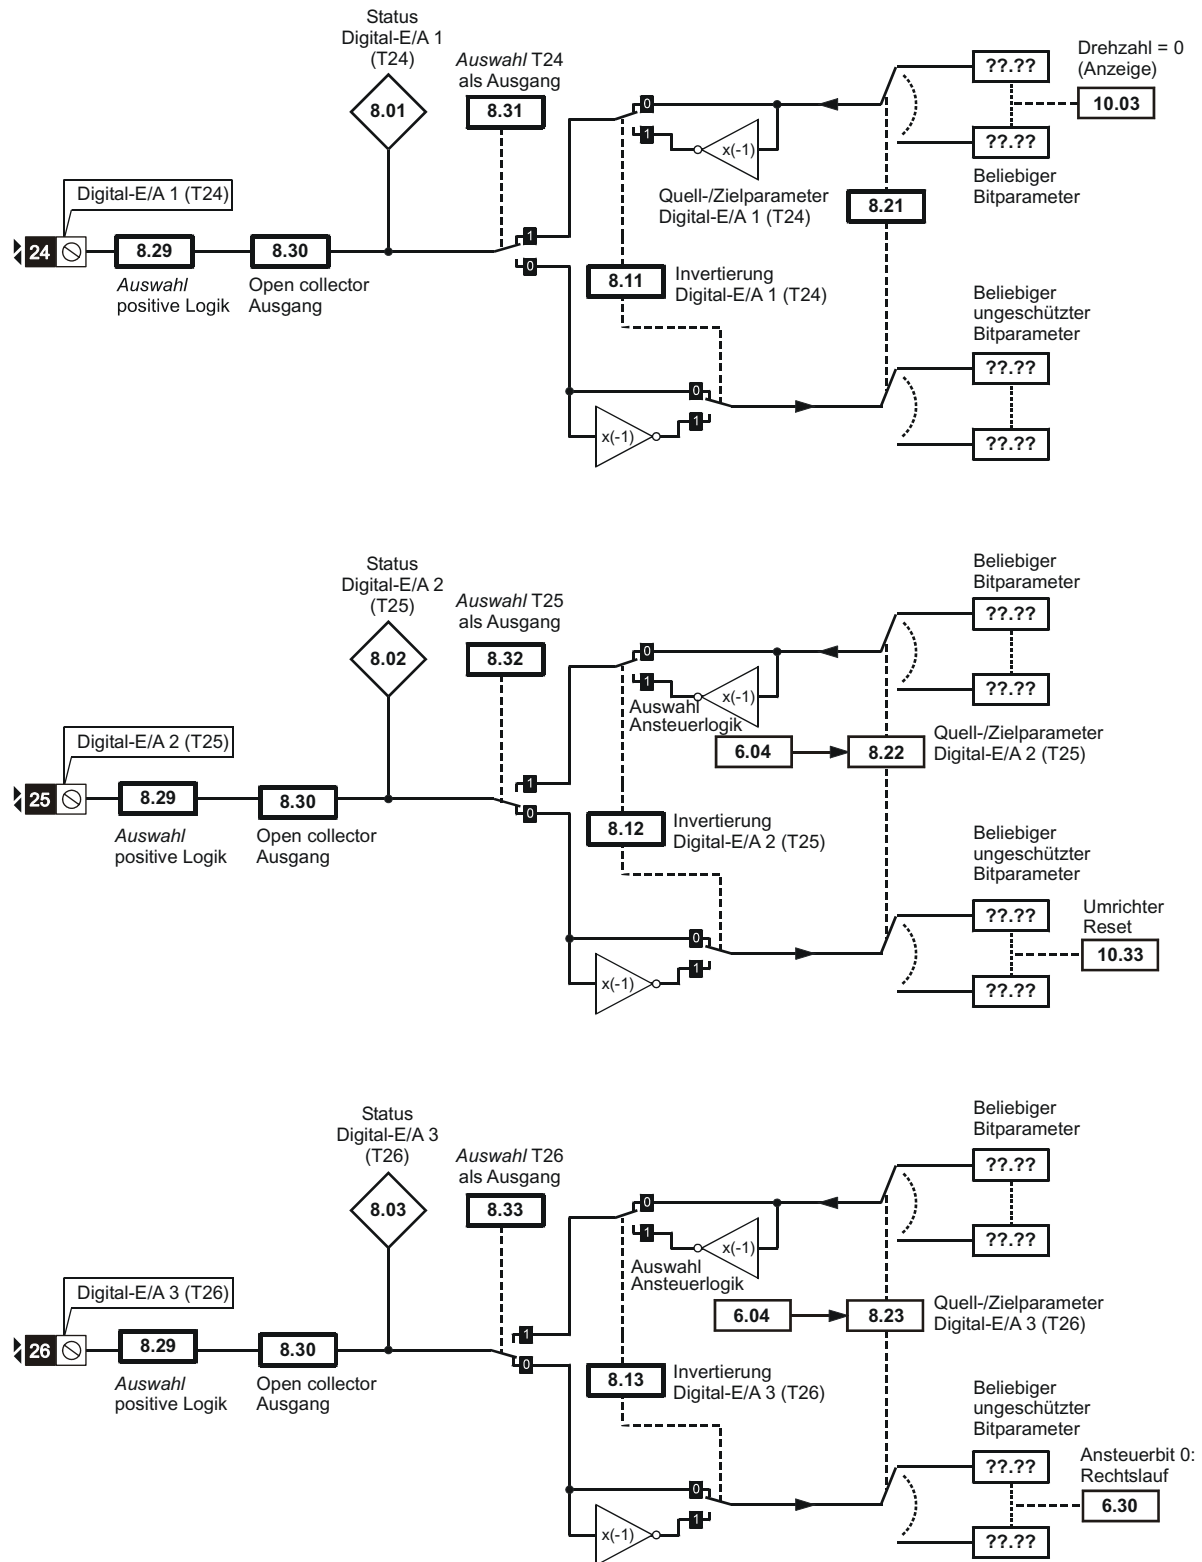 Status
Digital-E/A 1
(T24)
8.01
Auswahl T24
als Ausgang
8.31
0
1
x(-1)
??.??
??.??
Drehzahl = 0
(Anzeige)
10.03
Beliebiger
Bitparameter
Quell-/Zielparameter
Digital-E/A 1 (T24)
8.21
Digital-E/A 1 (T24)
24
8.29
Auswahl
positive Logik
8.30
Open collector
Ausgang
1
0
8.11
Invertierung
Digital-E/A 1 (T24)
Beliebiger
ungeschützter
Bitparameter
??.??
??.??
0
1
x(-1)
Status
Digital-E/A 2
(T25)
8.02
Auswahl T25
als Ausgang
8.32
0
1
x(-1)
Beliebiger
Bitparameter
??.??
??.??
Auswahl
Ansteuerlogik
6.04
8.22
Quell-/Zielparameter
Digital-E/A 2 (T25)
Digital-E/A 2 (T25)
25
8.29
Auswahl
positive Logik
8.30
Open collector
Ausgang
1
0
8.12
Invertierung
Digital-E/A 2 (T25)
Beliebiger
ungeschützter
Bitparameter
??.??
??.??
Umrichter
Reset
10.33
0
1
x(-1)
Status
Digital-E/A 3
(T26)
8.03
Auswahl T26
als Ausgang
8.33
0
1
x(-1)
Beliebiger
Bitparameter
??.??
??.??
Auswahl
Ansteuerlogik
6.04
8.23
Quell-/Zielparameter
Digital-E/A 3 (T26)
Digital-E/A 3 (T26)
26
8.29
Auswahl
positive Logik
8.30
Open collector
Ausgang
1
0
8.13
Invertierung
Digital-E/A 3 (T26)
Beliebiger
ungeschützter
Bitparameter
??.??
??.??
Ansteuerbit 0:
Rechtslauf
6.30
0
1
x(-1)